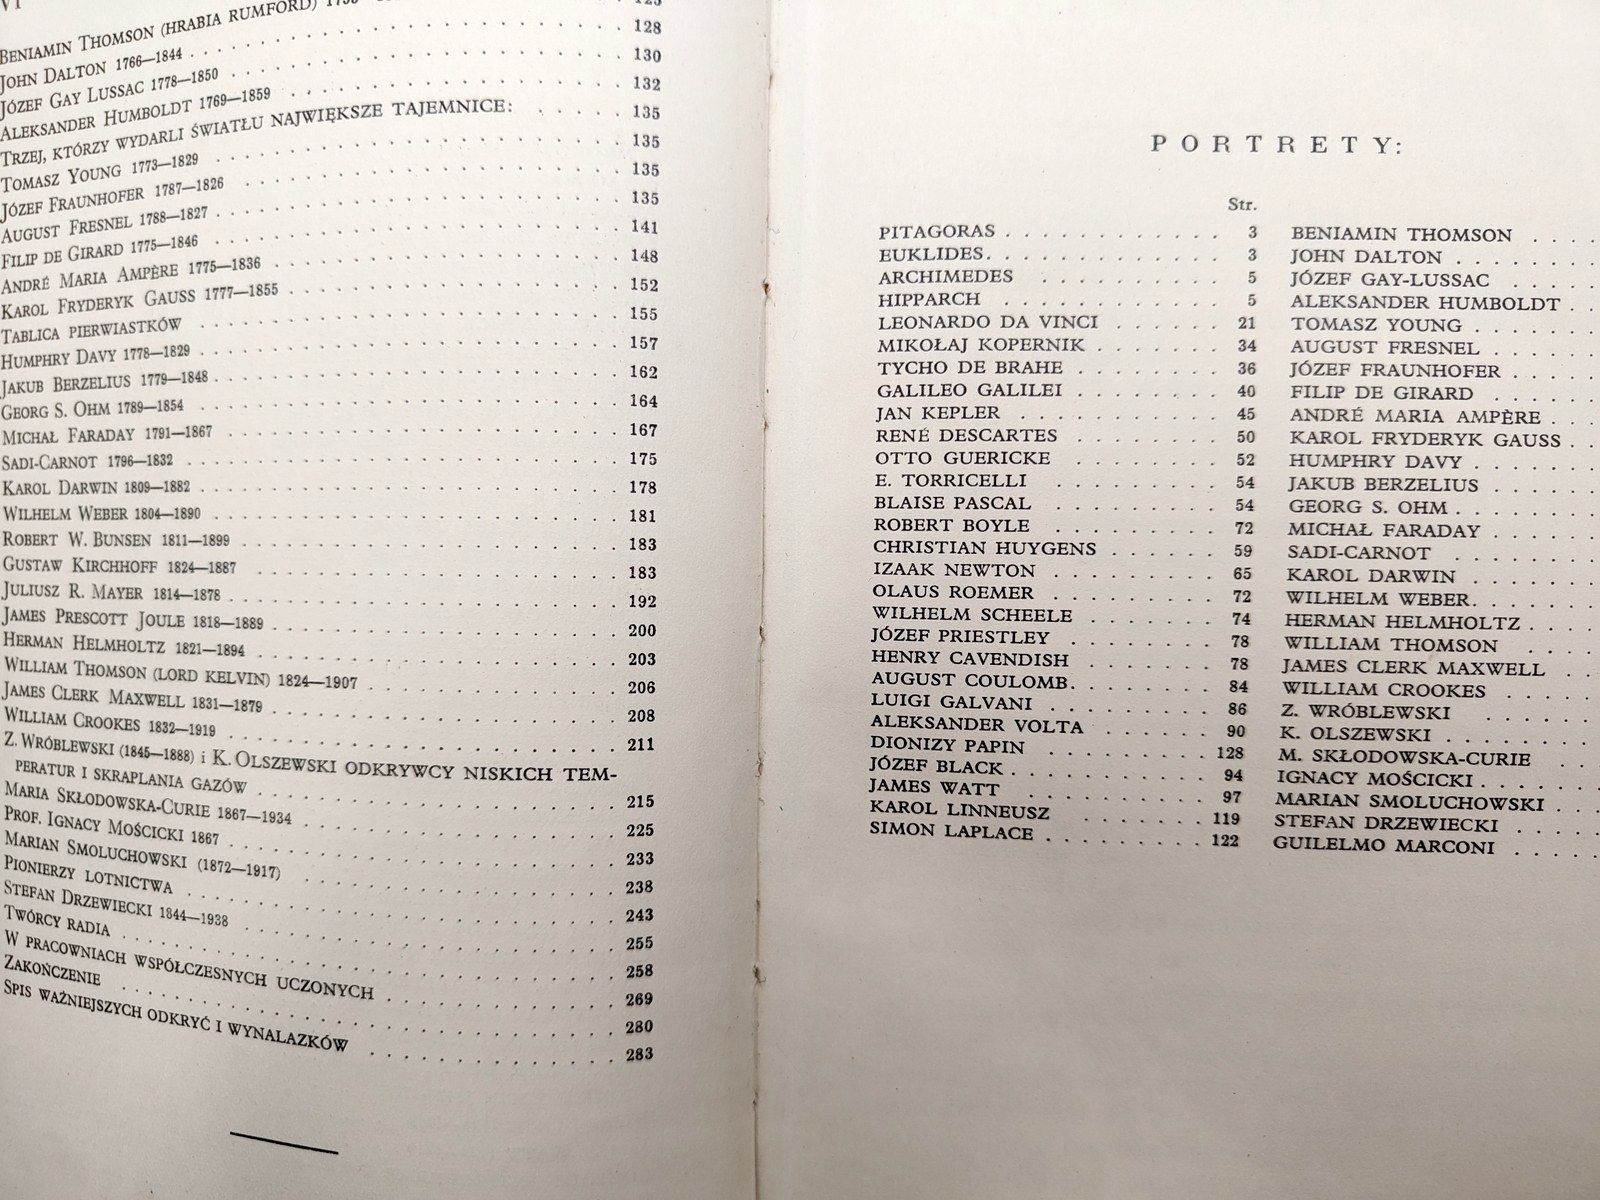 VI
BENIAMIN THOMSON (HRABIA RUMFORD)
JOHN DALTON 1766—1844 . . . . . . . . . . 128
JÓZEF GAY LUSSAC 1778—1850 . . . . . . . . . . 130
ALEKSANDER HUMBOLDT 1769—1859 . . . . . . . . . . 132
TRZEJ, KTÓRZY WYDARLI ŚWIATŁU NAJWIĘKSZE TAJEMNICE: . . . . . 135
TOMASZ YOUNG 1773—1829 . . . . . . . . . . 135
JÓZEF FRAUNHOFER 1787—1826 . . . . . . . . . . 135
AUGUST FRESNEL 1788—1827 . . . . . . . . . . 135
FILIP DE GIRARD 1775—1846 . . . . . . . . . . 141
ANDRÉ MARIA AMPÈRE 1775—1836 . . . . . . . . . . 148
KAROL FRYDERYK GAUSS 1777—1855 . . . . . . . . . . 152
TABLICA PIERWIASTKÓW . . . . . . . . . . 155
HUMPHRY DAVY 1778—1829 . . . . . . . . . . 157
JAKUB BERZELIUS 1779—1848 . . . . . . . . . . 162
GEORG S. OHM 1789—1854 . . . . . . . . . . 164
MICHAŁ FARADAY 1791—1867 . . . . . . . . . . 167
SADI-CARNOT 1796—1832 . . . . . . . . . . 175
KAROL DARWIN 1809—1882 . . . . . . . . . . 178
WILHELM WEBER 1804—1890 . . . . . . . . . . 181
ROBERT W. BUNSEN 1811—1899 . . . . . . . . . . 183
GUSTAW KIRCHHOFF 1824—1887 . . . . . . . . . . 183
JULIUSZ R. MAYER 1814—1878 . . . . . . . . . . 192
JAMES PRESCOTT JOULE 1818—1889 . . . . . . . . . . 200
HERMAN HELMHOLTZ 1821—1894 . . . . . . . . . . 203
WILLIAM THOMSON (LORD KELVIN) 1824—1907 . . . . . . . . . . 206
JAMES CLERK MAXWELL 1831—1879 . . . . . . . . . . 208
WILLIAM CROOKES 1832—1919 . . . . . . . . . . 211
Z. WRÓBLEWSKI (1845—1888) i K. OLSZEWSKI ODKRYWCY NISKICH TEM-
PERATUR I SKRAPLANIA GAZÓW . . . . . . . . . . 215
MARIA SKŁODOWSKA-CURIE 1867—1934 . . . . . . . . . . 225
PROF. IGNACY MOŚCICKI 1867 . . . . . . . . . . 233
MARIAN SMOLUCHOWSKI (1872—1917) . . . . . . . . . . 238
PIONIERZY LOTNICTWA . . . . . . . . . . 243
STEFAN DRZEWIECKI 1844—1938 . . . . . . . . . . 255
TWÓRCY RADIA . . . . . . . . . . 258
W PRACOWNIACH WSPÓŁCZESNYCH UCZONYCH . . . . . . . . . . 269
ZAKOŃCZENIE . . . . . . . . . . 280
SPIS WAŻNIEJSZYCH ODKRYĆ I WYNALAZKÓW . . . . . . . . . . 283
PORTRETY:
Str.
PITAGORAS . . . . . . . . . . 3
EUKLIDES . . . . . . . . . . 3
ARCHIMEDES . . . . . . . . . 5
HIPPARCH . . . . . . . . . . 5
LEONARDO DA VINCI . . . . . . 21
MIKOŁAJ KOPERNIK . . . . . . . 34
TYCHO DE BRAHE . . . . . . . 36
GALILEO GALILEI . . . . . . . 40
JAN KEPLER . . . . . . . . . 45
RENÉ DESCARTES . . . . . . . 50
OTTO GUERICKE . . . . . . . 52
E. TORRICELLI . . . . . . . . 54
BLAISE PASCAL . . . . . . . . 54
ROBERT BOYLE . . . . . . . . 72
CHRISTIAN HUYGENS . . . . . . 59
IZAAK NEWTON . . . . . . . . 65
OLAUS ROEMER . . . . . . . . 72
WILHELM SCHEELE . . . . . . . 74
JÓZEF PRIESTLEY . . . . . . . 78
HENRY CAVENDISH . . . . . . . 78
AUGUST COULOMB . . . . . . . 84
LUIGI GALVANI . . . . . . . . 86
ALEKSANDER VOLTA . . . . . . 90
DIONIZY PAPIN . . . . . . . . 128
JÓZEF BLACK . . . . . . . . . 94
JAMES WATT . . . . . . . . . 97
KAROL LINNEUSZ . . . . . . . 119
SIMON LAPLACE . . . . . . . . 122
BENIAMIN THOMSON . . . .
JOHN DALTON . . . . . .
JÓZEF GAY-LUSSAC . . . .
ALEKSANDER HUMBOLDT . .
TOMASZ YOUNG . . . . . .
AUGUST FRESNEL . . . . .
JÓZEF FRAUNHOFER . . . .
FILIP DE GIRARD . . . . .
ANDRÉ MARIA AMPÈRE . . .
KAROL FRYDERYK GAUSS . .
HUMPHRY DAVY . . . . . .
JAKUB BERZELIUS . . . . .
GEORG S. OHM . . . . . .
MICHAŁ FARADAY . . . . .
SADI-CARNOT . . . . . .
KAROL DARWIN . . . . . .
WILHELM WEBER . . . . . .
HERMAN HELMHOLTZ . . . .
WILLIAM THOMSON . . . .
JAMES CLERK MAXWELL . .
WILLIAM CROOKES . . . . .
Z. WRÓBLEWSKI . . . . .
K. OLSZEWSKI . . . . . .
M. SKŁODOWSKA-CURIE . .
IGNACY MOŚCICKI . . . . .
MARIAN SMOLUCHOWSKI . .
STEFAN DRZEWIECKI . . . .
GUILELMO MARCONI . . . .